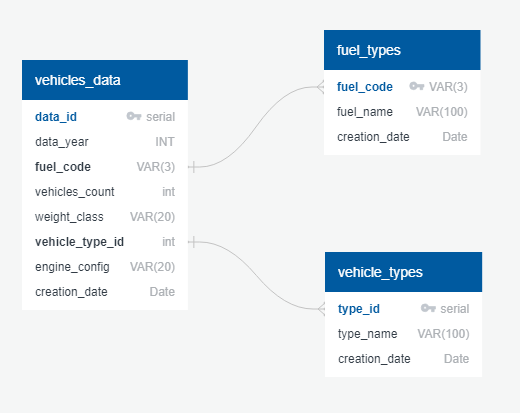 vehicles_data
data_id serial
data_year INT
fuel_code VAR(3)
vehicles_count int
weight_class VAR(20)
vehicle_type_id int
engine_config VAR(20)
creation_date Date
fuel_types
fuel_code VAR(3)
fuel_name VAR(100)
creation_date Date
vehicle_types
type_id serial
type_name VAR(100)
creation_date Date